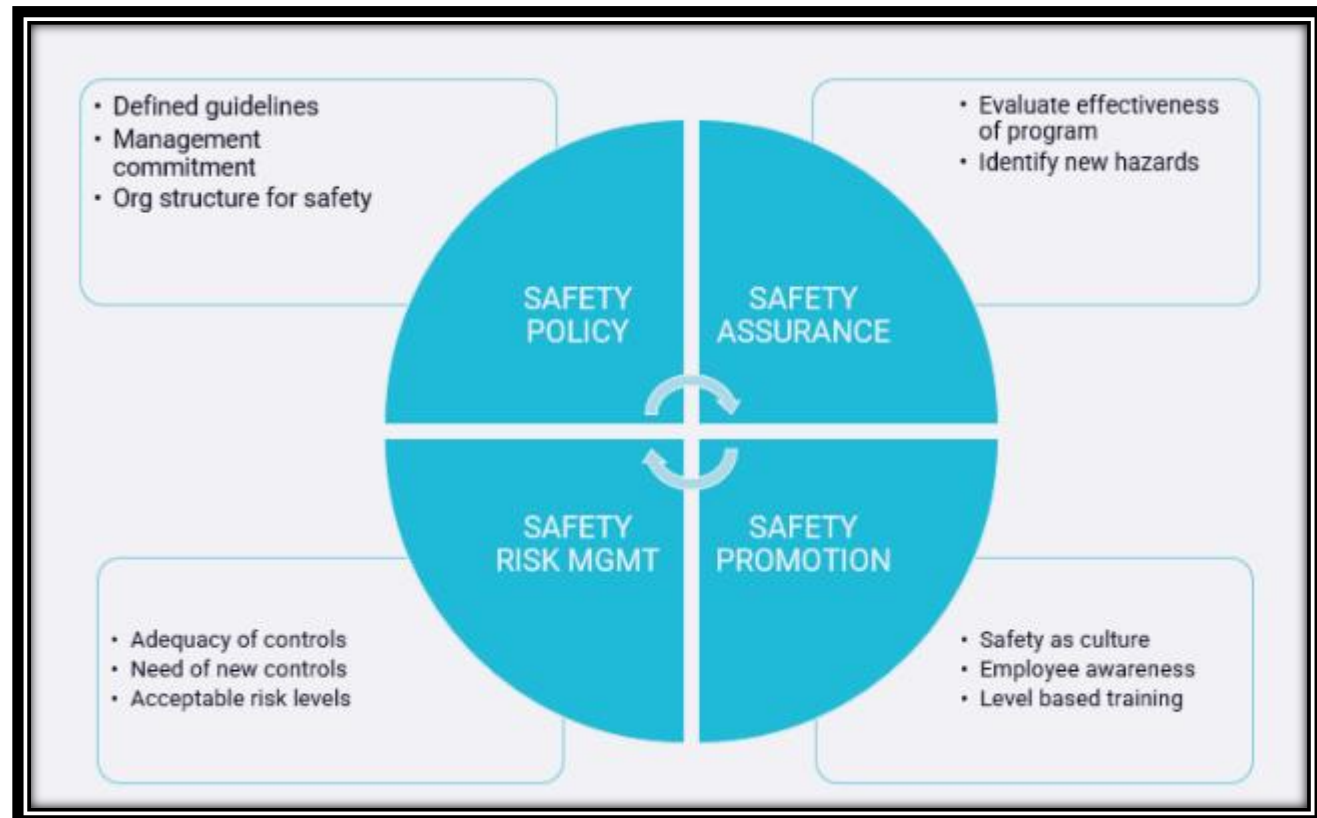 • Defined guidelines
• Management
commitment
• Org structure for safety
• Evaluate effectiveness
of program
• Identify new hazards
SAFETY
POLICY
SAFETY
ASSURANCE
SAFETY
RISK MGMT
SAFETY
PROMOTION
• Adequacy of controls
• Need of new controls
• Acceptable risk levels
• Safety as culture
• Employee awareness
• Level based training